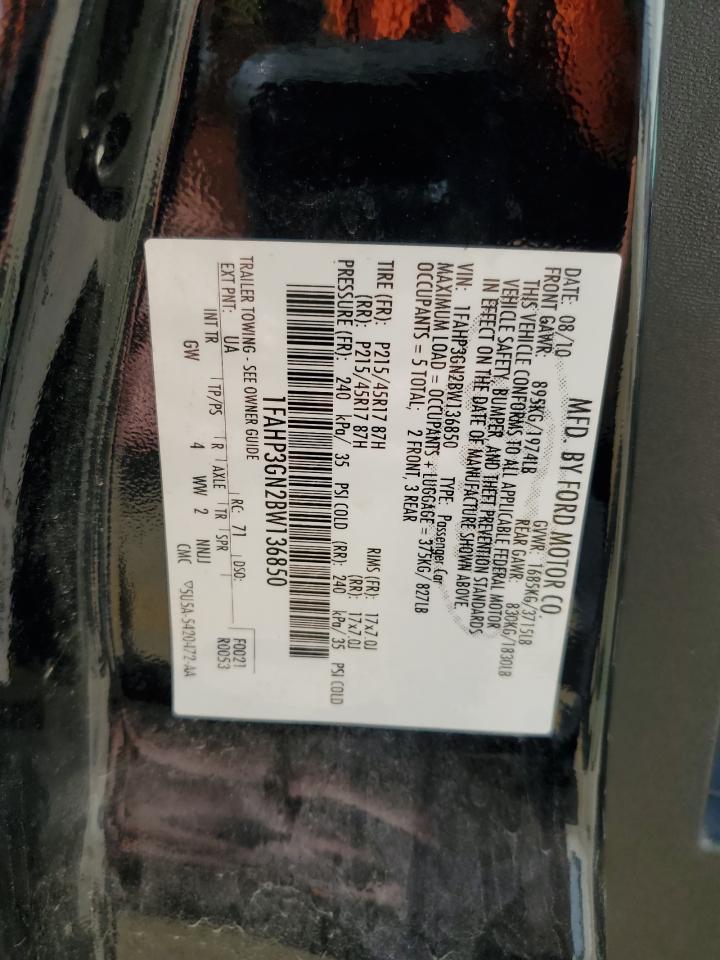 MFD. BY FORD MOTOR CO.
DATE: 08/10 GVWR: 1685KG/3715LB
FRONT GAWR: 895KG/1974LB REAR GAWR: 830KG/1830LB
THIS VEHICLE CONFORMS TO ALL APPLICABLE FEDERAL MOTOR
VEHICLE SAFETY, BUMPER, AND THEFT PREVENTION STANDARDS
IN EFFECT ON THE DATE OF MANUFACTURE SHOWN ABOVE.
VIN: 1FAHP3GN2BW136850 TYPE: Passenger Car
MAXIMUM LOAD = OCCUPANTS + LUGGAGE = 375KG/827LB
OCCUPANTS = 5 TOTAL; 2 FRONT, 3 REAR
TIRE (FR): P215/45R17 87H RIMS (FR): 17x7.0J
(RR): P215/45R17 87H (RR): 17x7.0J
PRESSURE (FR): 240 kPa/ 35 PSI COLD (RR): 240 kPa/35 PSI COLD
1FAHP3GN2BW136850
TRAILER TOWING - SEE OWNER GUIDE F0021
EXT PNT: UA RC: 71 DSO: R0053
INT TR TP/PS R AXLE TR SPR NNUJ
GW 4 WW 2 CMC ▽5USA-5420472-AA